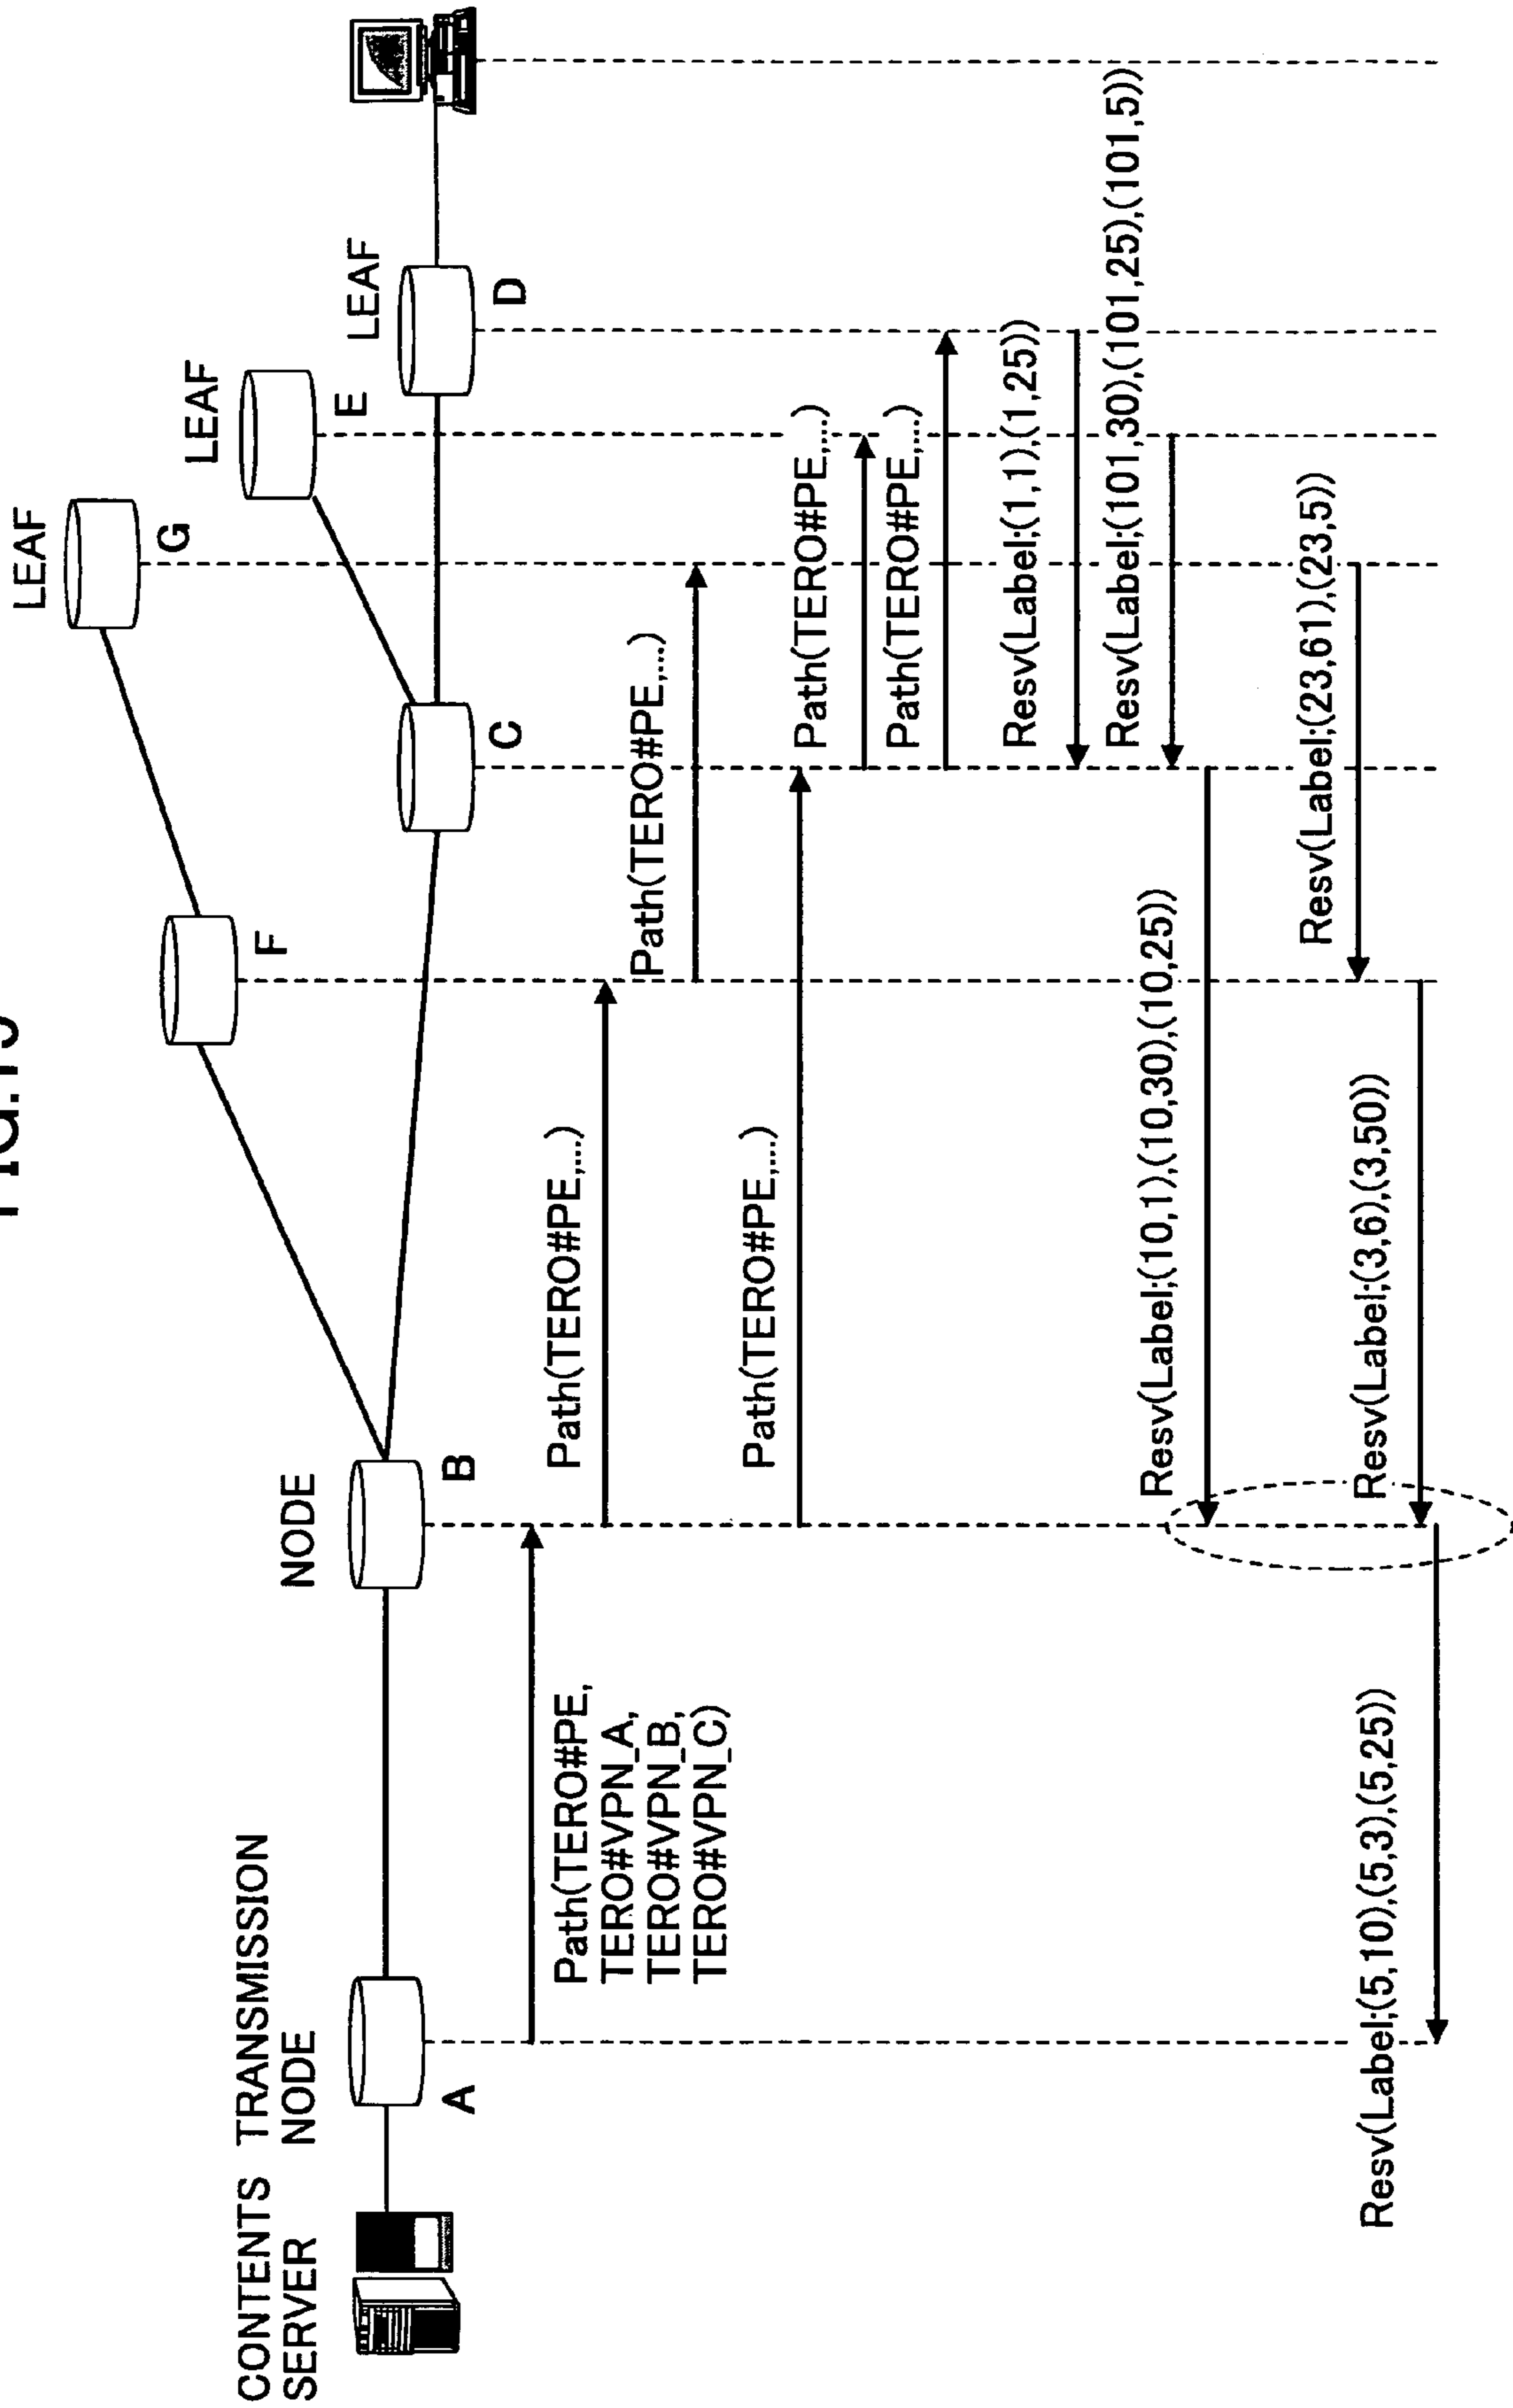 CONTENTS
SERVER
TRANSMISSION
NODE
A
NODE
B
F
LEAF
G
C
LEAF
E
LEAF
D
Path(TERO#PE,
TERO#VPN_A,
TERO#VPN_B,
TERO#VPN_C)
Path(TERO#PE,...)
Path(TERO#PE,...)
Path(TERO#PE,...)
Path(TERO#PE,...)
Path(TERO#PE,...)
Resv(Label;(1,1),(1,25))
Resv(Label;(101,30),(101,25),(101,5))
Resv(Label;(10,1),(10,30),(10,25))
Resv(Label;(23,61),(23,5))
Resv(Label;(3,6),(3,50))
Resv(Label;(5,10),(5,3),(5,25))